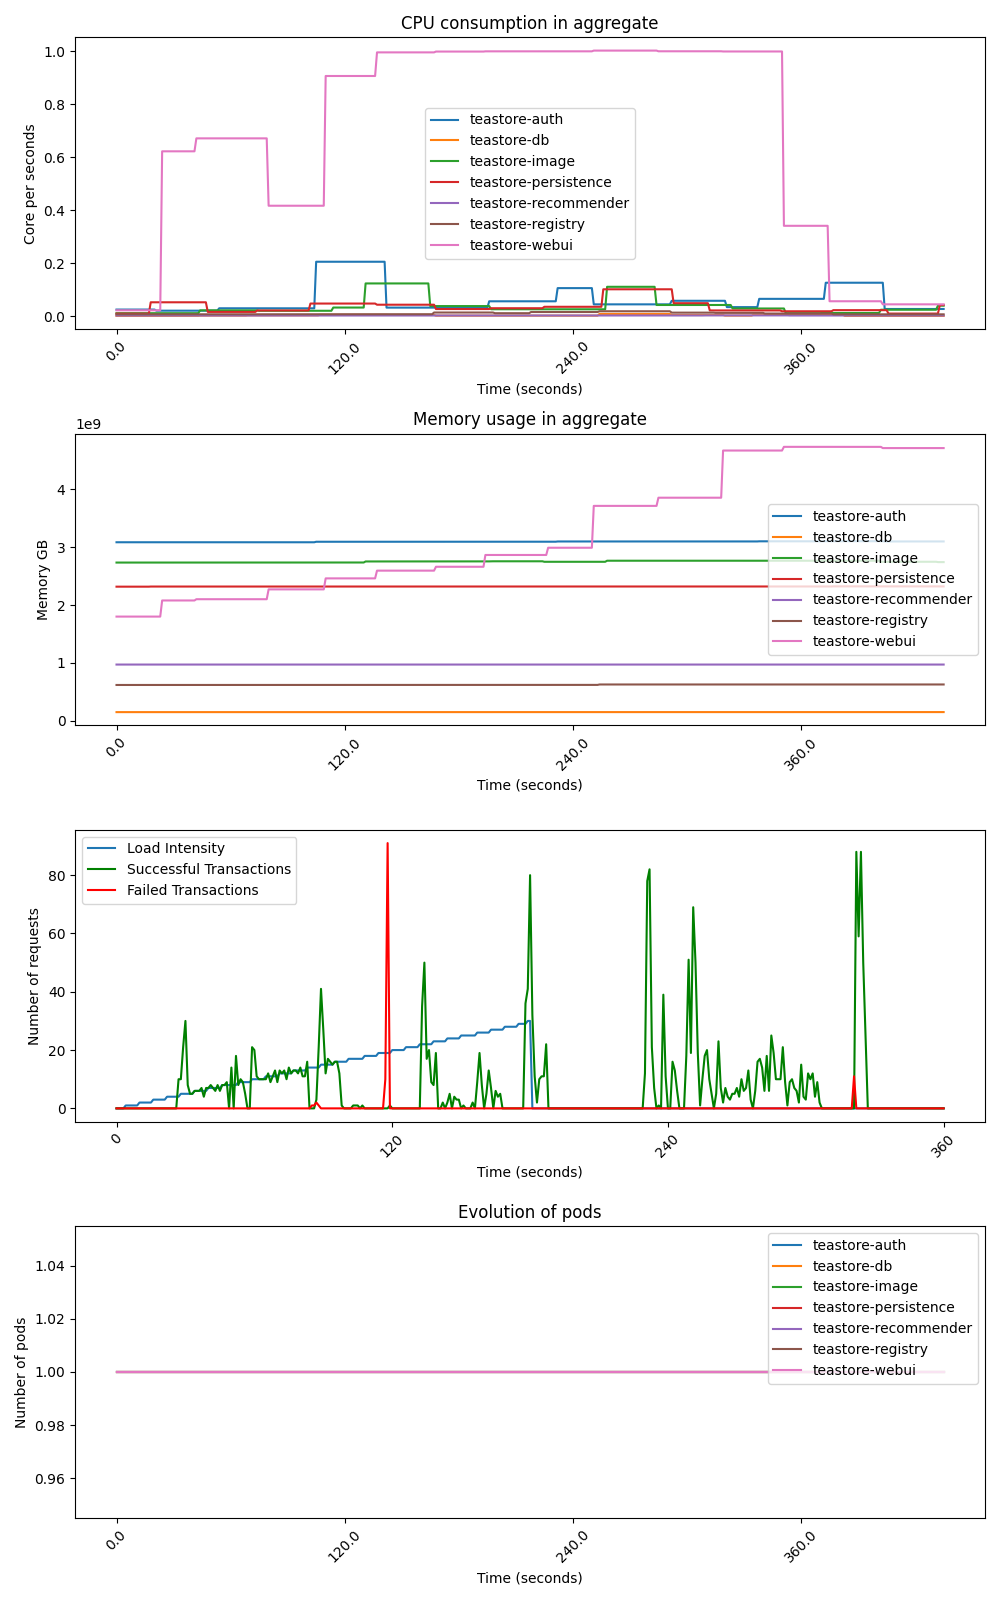 CPU consumption in aggregate
1.0
0.8
0.6
0.4
0.2
0.0
Core per seconds
teastore-auth
teastore-db
teastore-image
teastore-persistence
teastore-recommender
teastore-registry
teastore-webui
0.0
120.0
240.0
360.0
Time (seconds)
Memory usage in aggregate
1e9
4
3
2
1
0
Memory GB
teastore-auth
teastore-db
teastore-image
teastore-persistence
teastore-recommender
teastore-registry
teastore-webui
0.0
120.0
240.0
360.0
Time (seconds)
80
60
40
20
0
Number of requests
Load Intensity
Successful Transactions
Failed Transactions
0
120
240
360
Time (seconds)
Evolution of pods
1.04
1.02
1.00
0.98
0.96
Number of pods
teastore-auth
teastore-db
teastore-image
teastore-persistence
teastore-recommender
teastore-registry
teastore-webui
0.0
120.0
240.0
360.0
Time (seconds)